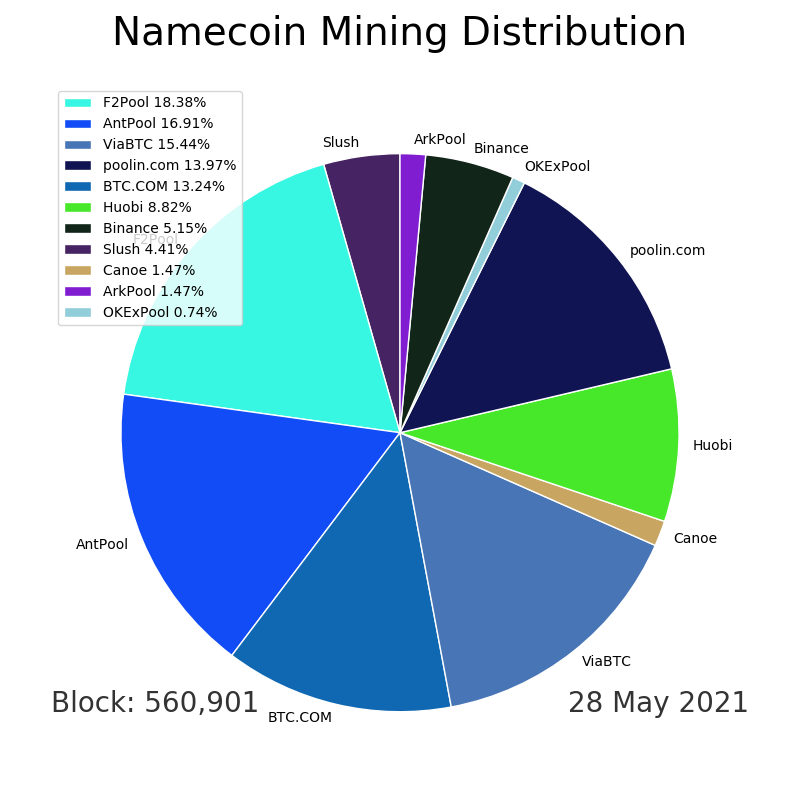 Namecoin Mining Distribution
F2Pool 18.38%
AntPool 16.91%
ViaBTC 15.44%
poolin.com 13.97%
BTC.COM 13.24%
Huobi 8.82%
Binance 5.15%
Slush 4.41%
Canoe 1.47%
ArkPool 1.47%
OKExPool 0.74%
Slush
ArkPool
Binance
OKExPool
F2Pool
poolin.com
Huobi
Canoe
AntPool
ViaBTC
BTC.COM
Block: 560,901
28 May 2021